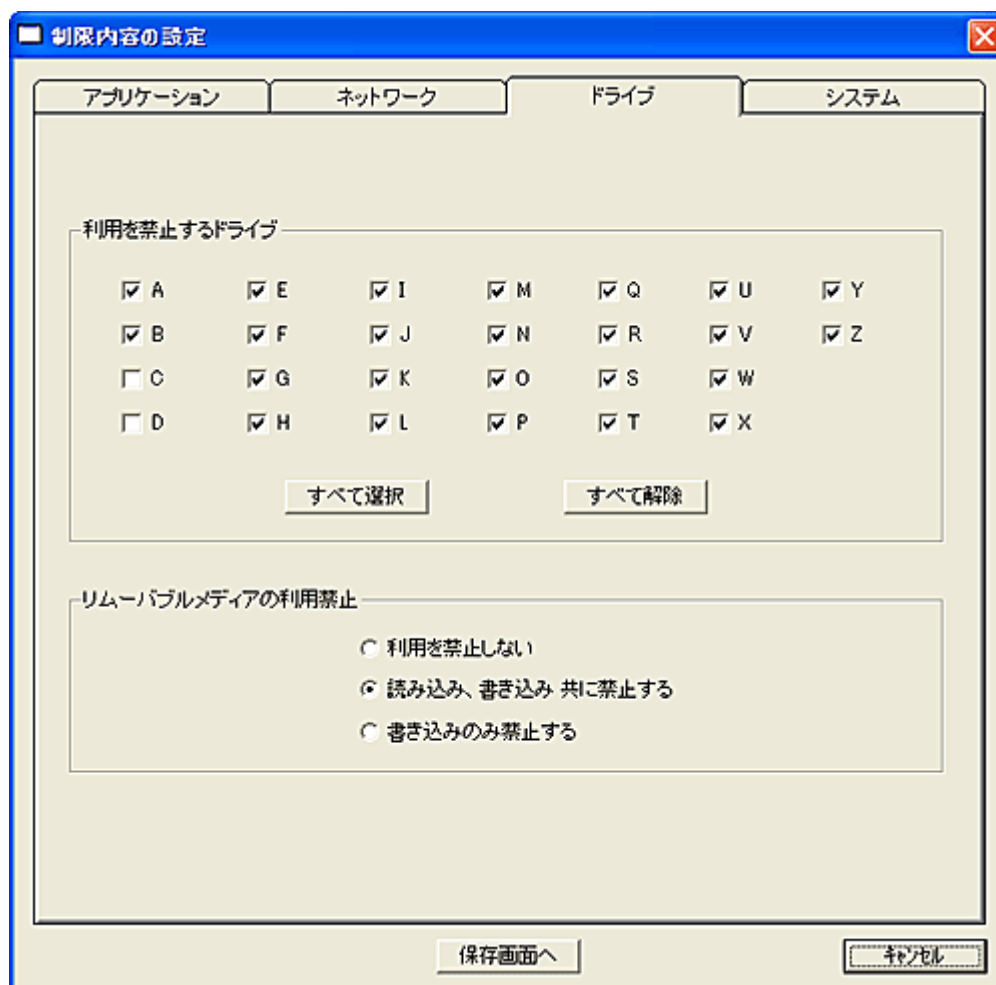 制限内容の設定
アプリケーション ネットワーク ドライブ システム
利用を禁止するドライブ
A E I M Q U Y
B F J N R V Z
C G K O S W
D H L P T X
すべて選択 すべて解除
リムーバブルメディアの利用禁止
利用を禁止しない
読み込み、書き込み 共に禁止する
書き込みのみ禁止する
保存画面へ キャンセル